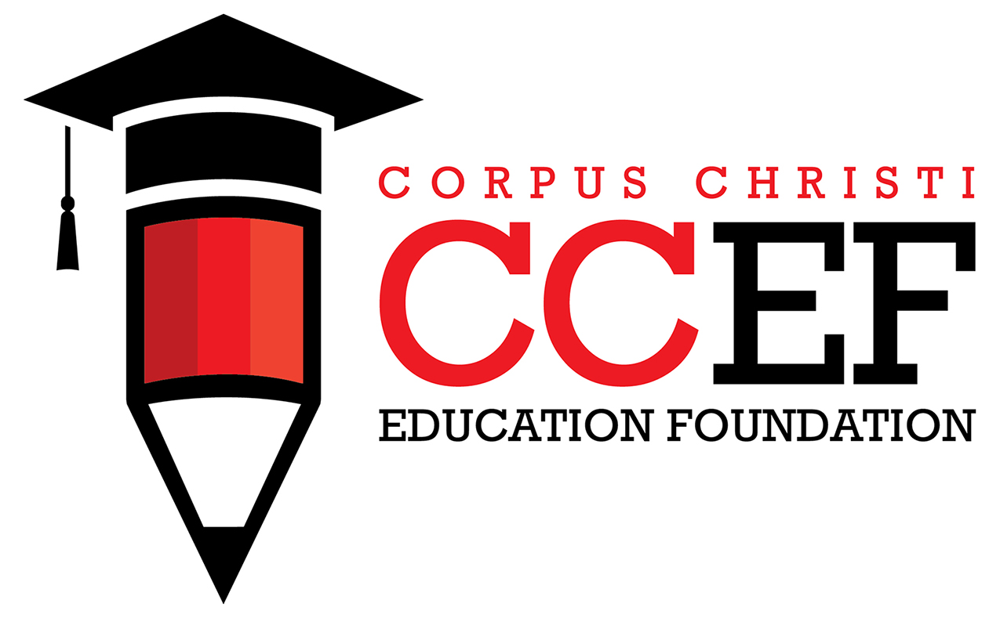 CORPUS CHRISTI
CCEF
EDUCATION FOUNDATION